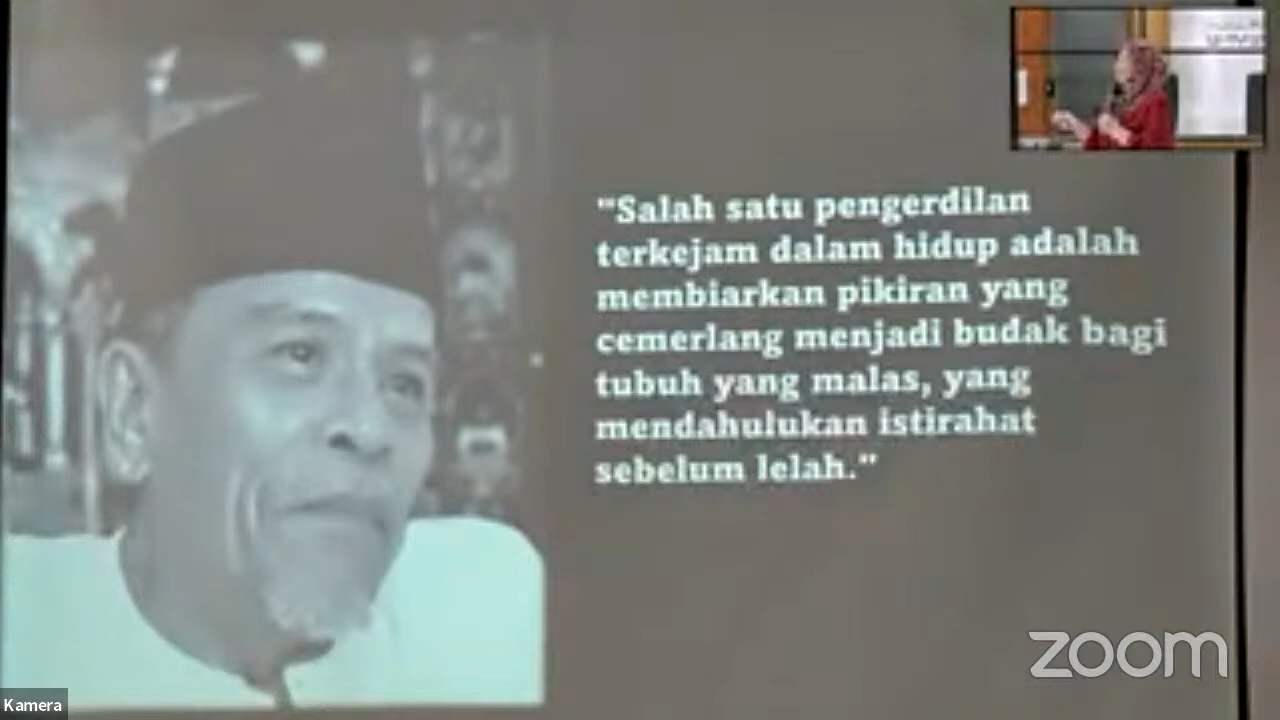 "Salah satu pengerdilan
terkejam dalam hidup adalah
membiarkan pikiran yang
cemerlang menjadi budak bagi
tubuh yang malas, yang
mendahulukan istirahat
sebelum lelah."
zoom
Kamera